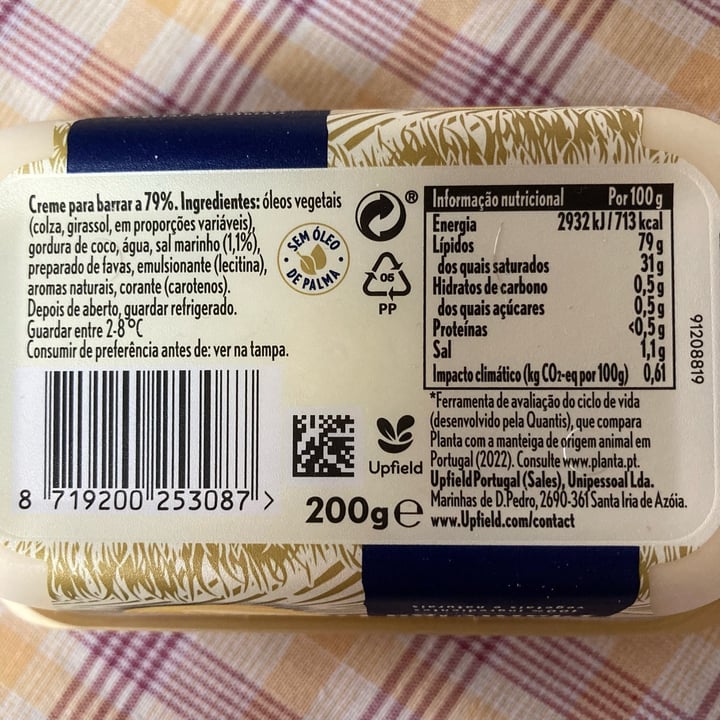 Creme para barrar a 79%. Ingredientes: óleos vegetais
(colza, girassol, em proporções variáveis),
gordura de coco, água, sal marinho (1,1%),
preparado de favas, emulsionante (lecitina),
aromas naturais, corante (carotenos).
Depois de aberto, guardar refrigerado.
Guardar entre 2-8°C
Consumir de preferência antes de: ver na tampa.
SEM ÓLEO
DE PALMA
®
05
PP
Informação nutricional Por 100 g
Energia 2932 kJ / 713 kcal
Lípidos 79 g
dos quais saturados 31 g
Hidratos de carbono 0,5 g
dos quais açúcares 0,5 g
Proteínas <0,5 g
Sal 1,1 g
Impacto climático (kg CO₂-eq por 100g) 0,61
*Ferramenta de avaliação do ciclo de vida
(desenvolvido pela Quantis), que compara
Planta com a manteiga de origem animal em
Portugal (2022). Consulte www.planta.pt.
Upfield Portugal (Sales), Unipessoal Lda.
Marinhas de D.Pedro, 2690-361 Santa Iria de Azóia.
www.Upfield.com/contact
91208819
Upfield
200g e
8 719200 253087 >